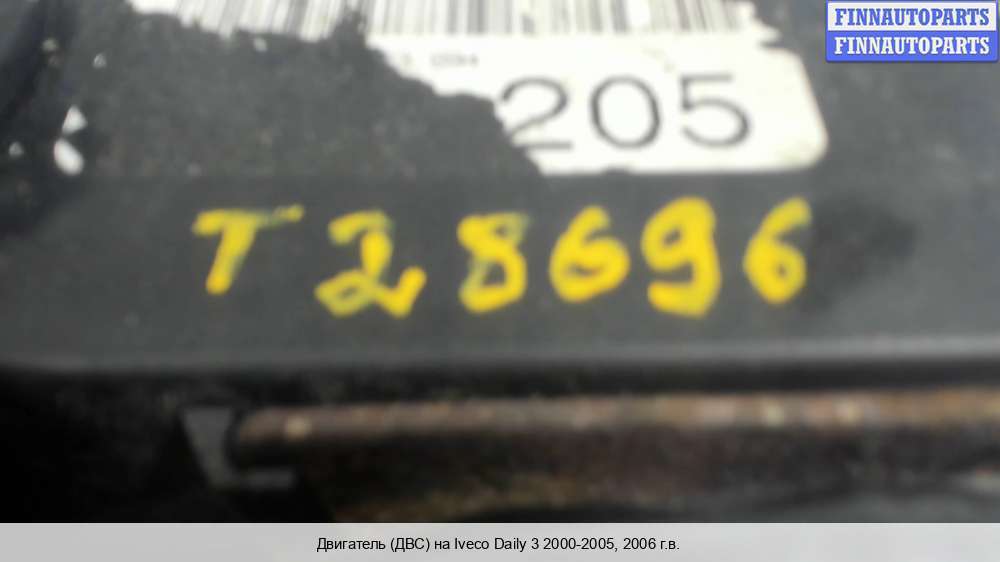 FINNAUTOPARTS
FINNAUTOPARTS
205
T28696
Двигатель (ДВС) на Iveco Daily 3 2000-2005, 2006 г.в.